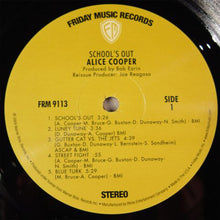 FRIDAY MUSIC RECORDS
SCHOOL'S OUT
ALICE COOPER
Produced by Bob Ezrin
Reissue Producer: Joe Reagoso
FRM 9113
SIDE
1
1. SCHOOL'S OUT 3:26
(A. Cooper-M. Bruce-G. Buxton-D. Dunaway-N. Smith) - BMI
2. LUNEY TUNE 3:36
(A. Cooper-D. Dunaway) - BMI
3. GUTTER CAT VS. THE JETS 4:39
(G. Buxton-D. Dunaway-L. Bernstein-S. Sondheim)
ASCAP & BMI
4. STREET FIGHT :55
(A. Cooper-M. Bruce-G. Buxton-D. Dunaway-N. Smith) - BMI
5. BLUE TURK 5:29
(M. Bruce-A. Cooper) - BMI
STEREO